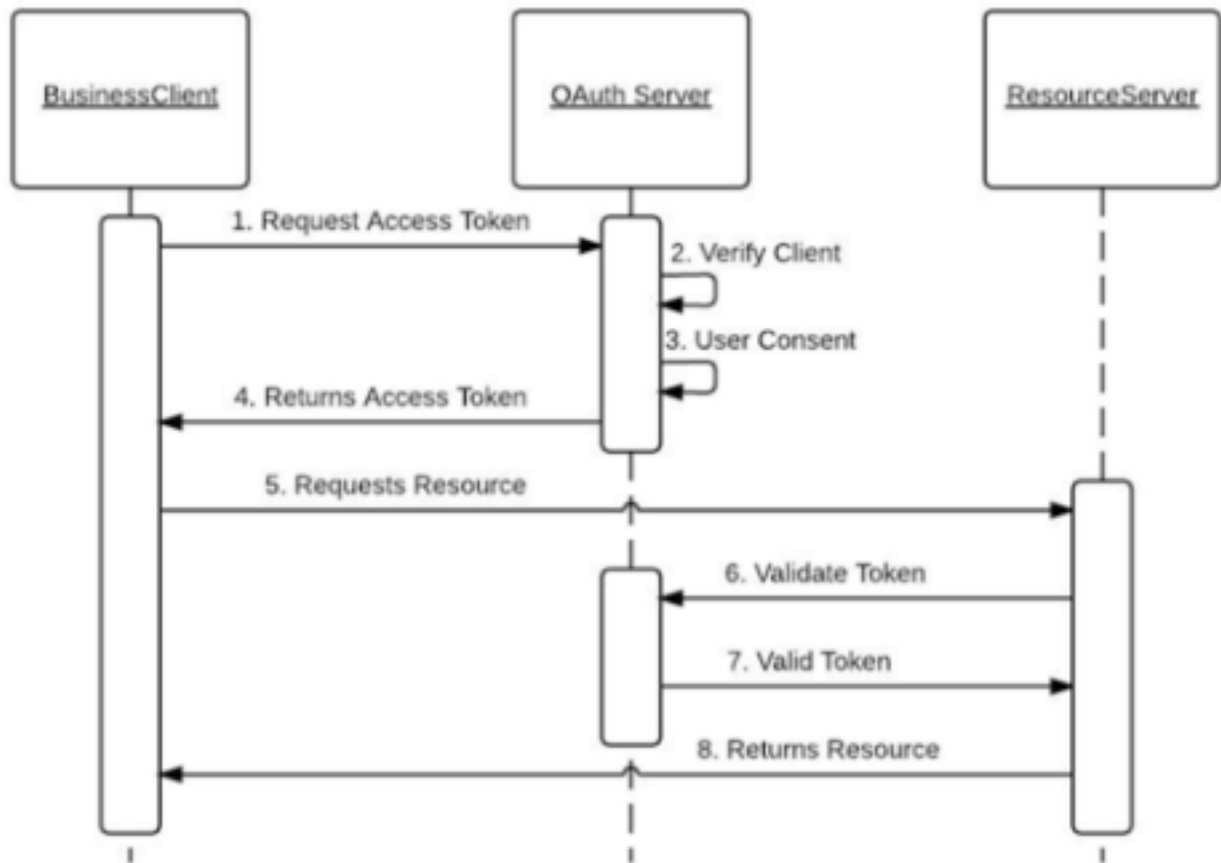 BusinessClient
OAuth Server
ResourceServer
1. Request Access Token
2. Verify Client
3. User Consent
4. Returns Access Token
5. Requests Resource
6. Validate Token
7. Valid Token
8. Returns Resource